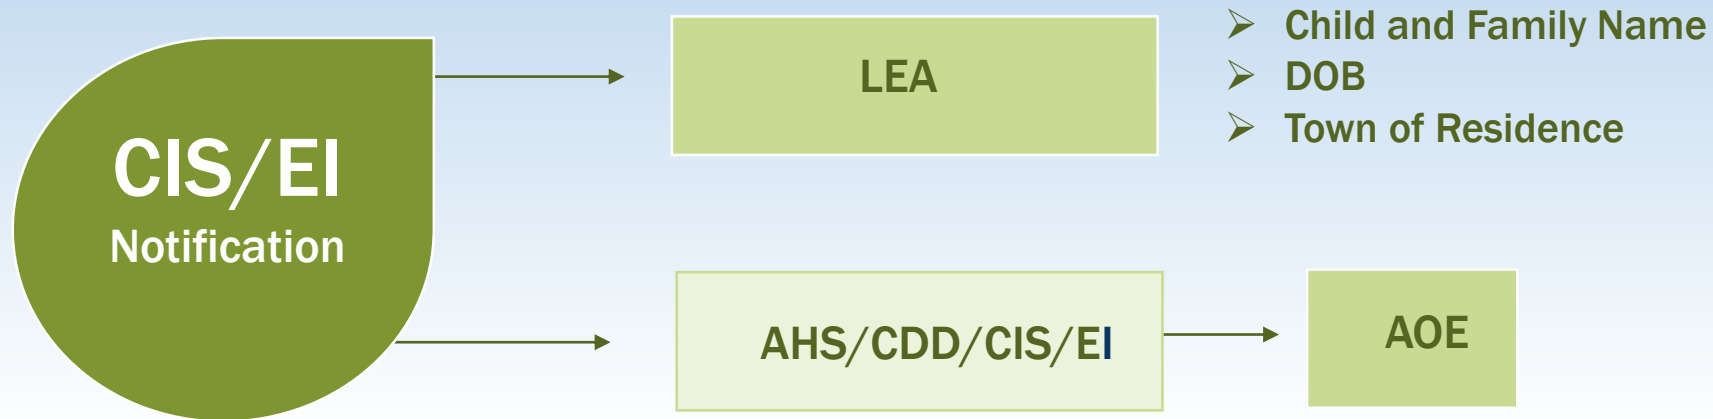 CIS/EI
Notification
LEA
➢ Child and Family Name
➢ DOB
➢ Town of Residence
AHS/CDD/CIS/EI
AOE